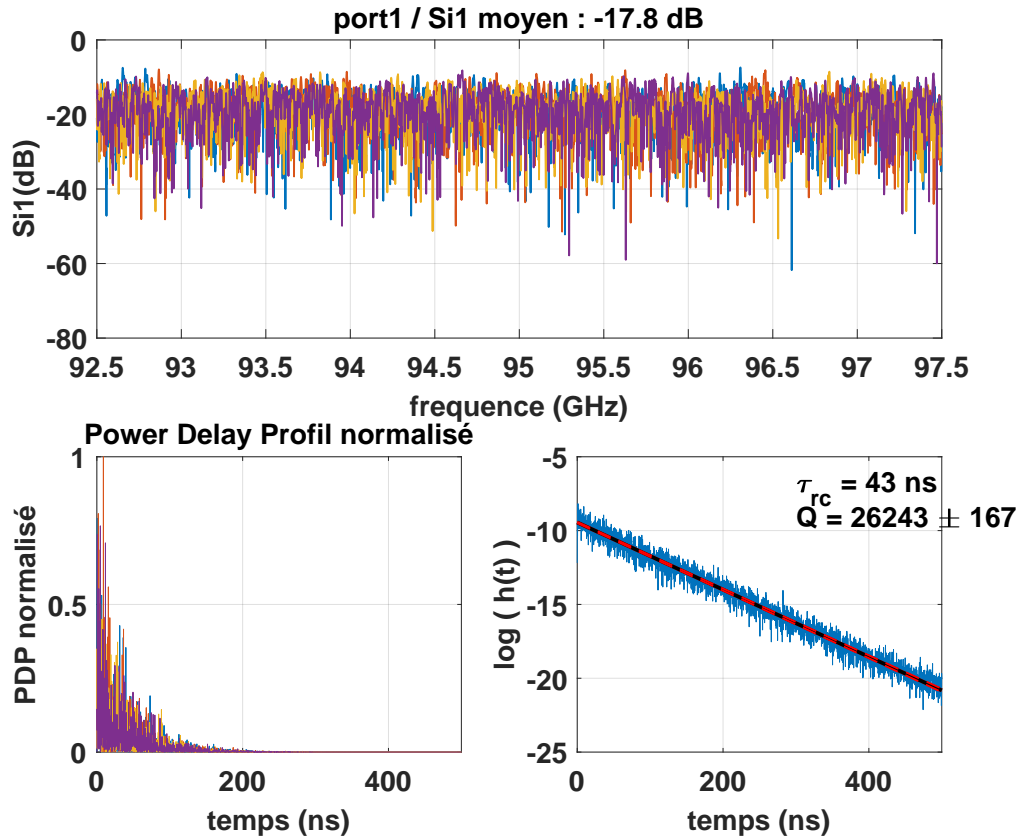 port1 / Si1 moyen : -17.8 dB
0
-20
-40
-60
-80
Si1(dB)
92.5 93 93.5 94 94.5 95 95.5 96 96.5 97 97.5
frequence (GHz)
Power Delay Profil normalisé
1
0.5
0
PDP normalisé
0 200 400
temps (ns)
-5
-10
-15
-20
-25
log ( h(t) )
τrc = 43 ns
Q = 26243 ± 167
0 200 400
temps (ns)